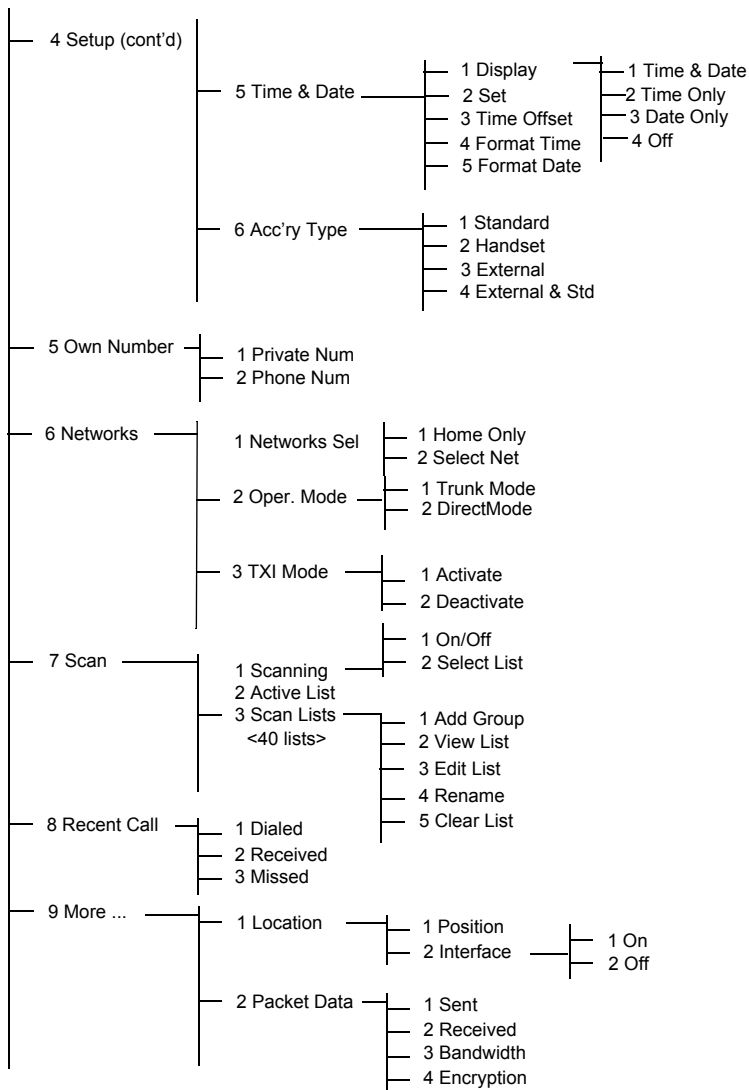 4 Setup (cont’d)
5 Time & Date
1 Display
2 Set
3 Time Offset
4 Format Time
5 Format Date
1 Time & Date
2 Time Only
3 Date Only
4 Off
6 Acc’ry Type
1 Standard
2 Handset
3 External
4 External & Std
5 Own Number
1 Private Num
2 Phone Num
6 Networks
1 Networks Sel
1 Home Only
2 Select Net
2 Oper. Mode
1 Trunk Mode
2 DirectMode
3 TXI Mode
1 Activate
2 Deactivate
7 Scan
1 Scanning
1 On/Off
2 Select List
2 Active List
3 Scan Lists
<40 lists>
1 Add Group
2 View List
3 Edit List
4 Rename
5 Clear List
8 Recent Call
1 Dialed
2 Received
3 Missed
9 More ...
1 Location
1 Position
2 Interface
1 On
2 Off
2 Packet Data
1 Sent
2 Received
3 Bandwidth
4 Encryption